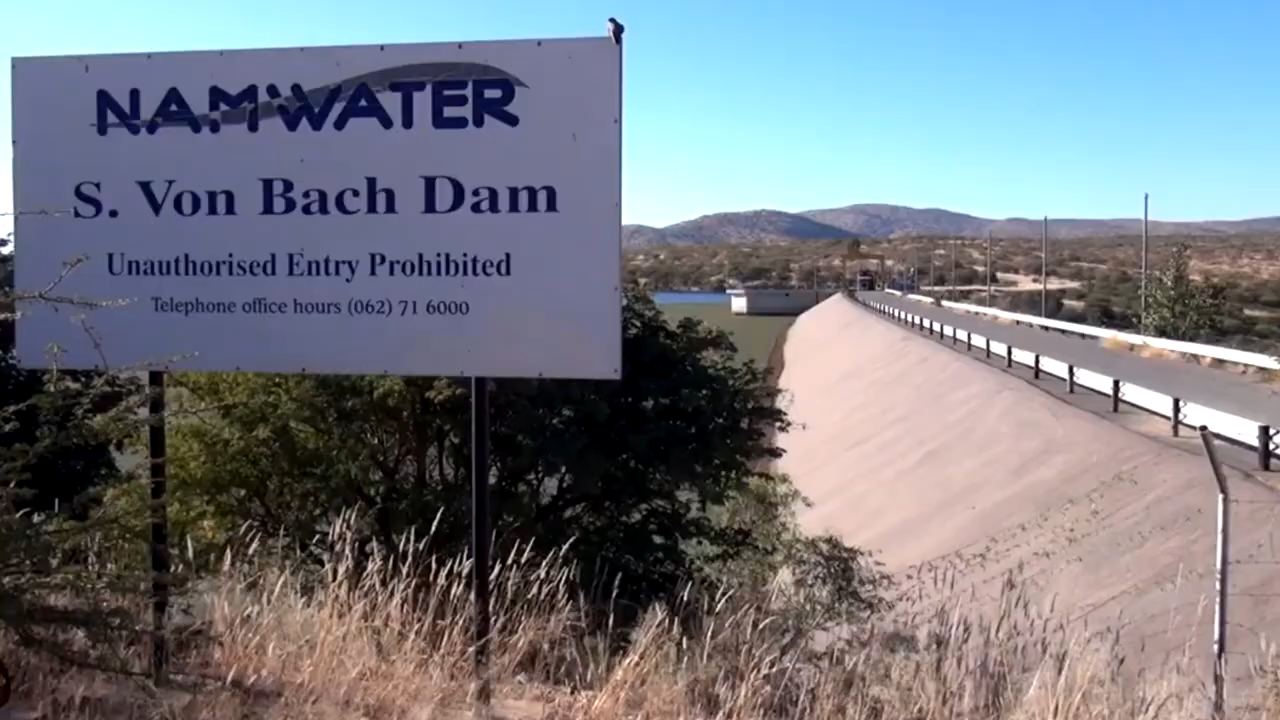 NAMWATER
S. Von Bach Dam
Unauthorised Entry Prohibited
Telephone office hours (062) 71 6000